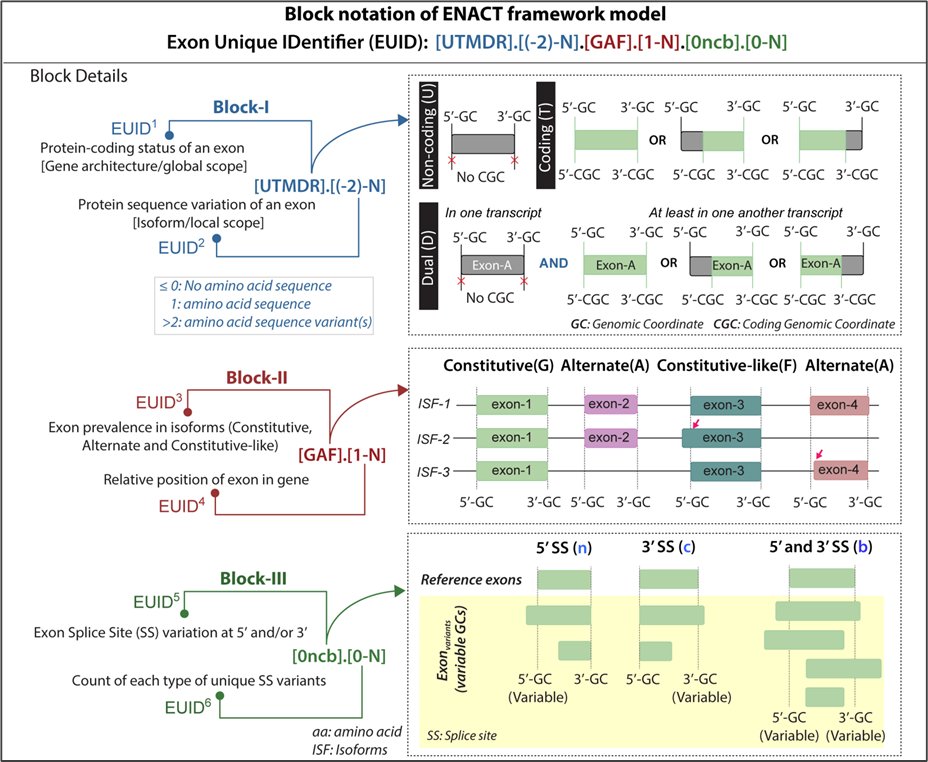 Block notation of ENACT framework model
Exon Unique IDentifier (EUID): [UTMDR].[(-2)-N].[GAF].[1-N].[0ncb].[0-N]
Block Details
Block-I
EUID1
Protein-coding status of an exon
[Gene architecture/global scope]
[UTMDR].[(-2)-N]
Protein sequence variation of an exon
[Isoform/local scope]
EUID2
≤ 0: No amino acid sequence
1: amino acid sequence
>2: amino acid sequence variant(s)
Non-coding (U)
5'-GC 3'-GC
No CGC
Coding (T)
5'-GC 3'-GC 5'-GC 3'-GC 5'-GC 3'-GC
OR OR
5'-CGC 3'-CGC 5'-CGC 3'-CGC 5'-CGC 3'-CGC
Dual (D)
In one transcript At least in one another transcript
5'-GC 3'-GC 5'-GC 3'-GC 5'-GC 3'-GC 5'-GC 3'-GC
Exon-A AND Exon-A OR Exon-A OR Exon-A
No CGC 5'-CGC 3'-CGC 5'-CGC 3'-CGC 5'-CGC 3'-CGC
GC: Genomic Coordinate CGC: Coding Genomic Coordinate
Block-II
EUID3
Exon prevalence in isoforms (Constitutive,
Alternate and Constitutive-like)
[GAF].[1-N]
Relative position of exon in gene
EUID4
Constitutive(G) Alternate(A) Constitutive-like(F) Alternate(A)
ISF-1 exon-1 exon-2 exon-3 exon-4
ISF-2 exon-1 exon-2 exon-3
ISF-3 exon-1 exon-3 exon-4
5'-GC 3'-GC 5'-GC 3'-GC 5'-GC 3'-GC 5'-GC 3'-GC
Block-III
EUID5
Exon Splice Site (SS) variation at 5' and/or 3'
[0ncb].[0-N]
Count of each type of unique SS variants
EUID6
aa: amino acid
ISF: Isoforms
5' SS (n) 3' SS (c) 5' and 3' SS (b)
Reference exons
Exonvariants
(variable GCs)
5'-GC 3'-GC 5'-GC 3'-GC
(Variable) (Variable)
5'-GC 3'-GC
(Variable) (Variable)
SS: Splice site